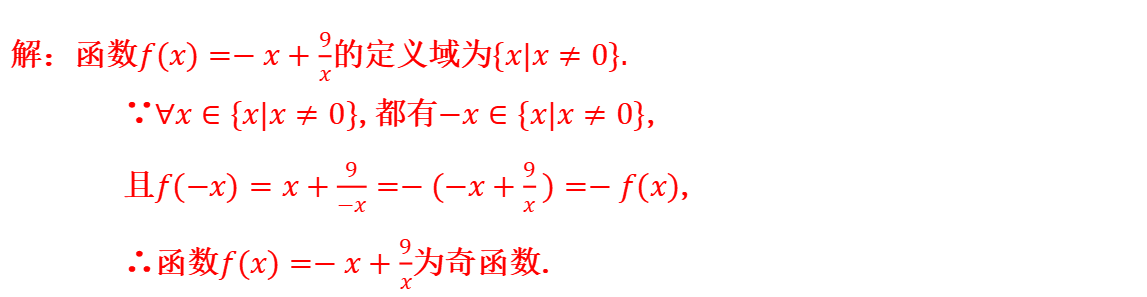 解：函数f(x) =− x + 9/x的定义域为{x|x ≠ 0}.
∵∀x ∈ {x|x ≠ 0}, 都有−x ∈ {x|x ≠ 0},
且f(−x) = x + 9/−x =− (−x + 9/x) =− f(x),
∴函数f(x) =− x + 9/x为奇函数.